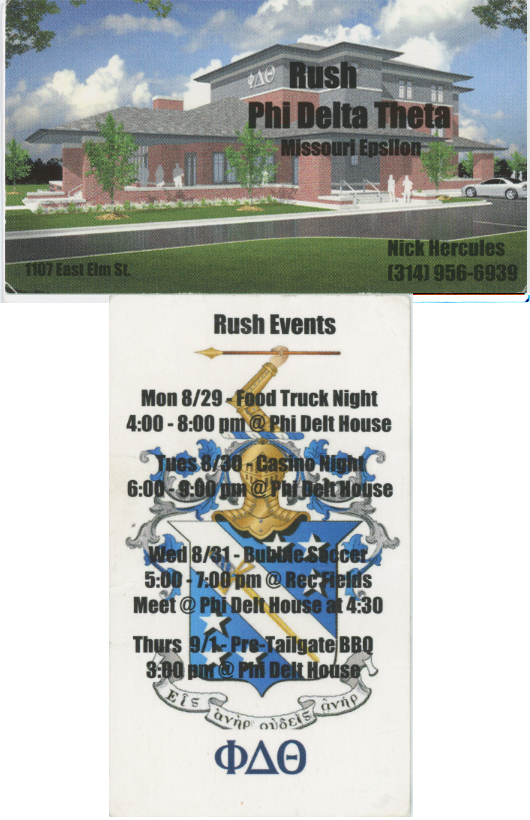 ΦΔΘ
Rush
Phi Delta Theta
Missouri Epsilon
Nick Hercules
1107 East Elm St.
(314) 956-6939
Rush Events
Mon 8/29 - Food Truck Night
4:00 - 8:00 pm @ Phi Delt House
Tues 8/30 - Casino Night
6:00 - 9:00 pm @ Phi Delt House
Wed 8/31 - Bubble Soccer
5:00 - 7:00 pm @ Rec Fields
Meet @ Phi Delt House at 4:30
Thurs 9/1 - Pre-Tailgate BBQ
3:00 pm @ Phi Delt House
Εἷς ἀνὴρ οὐδεὶς ἀνήρ
ΦΔΘ